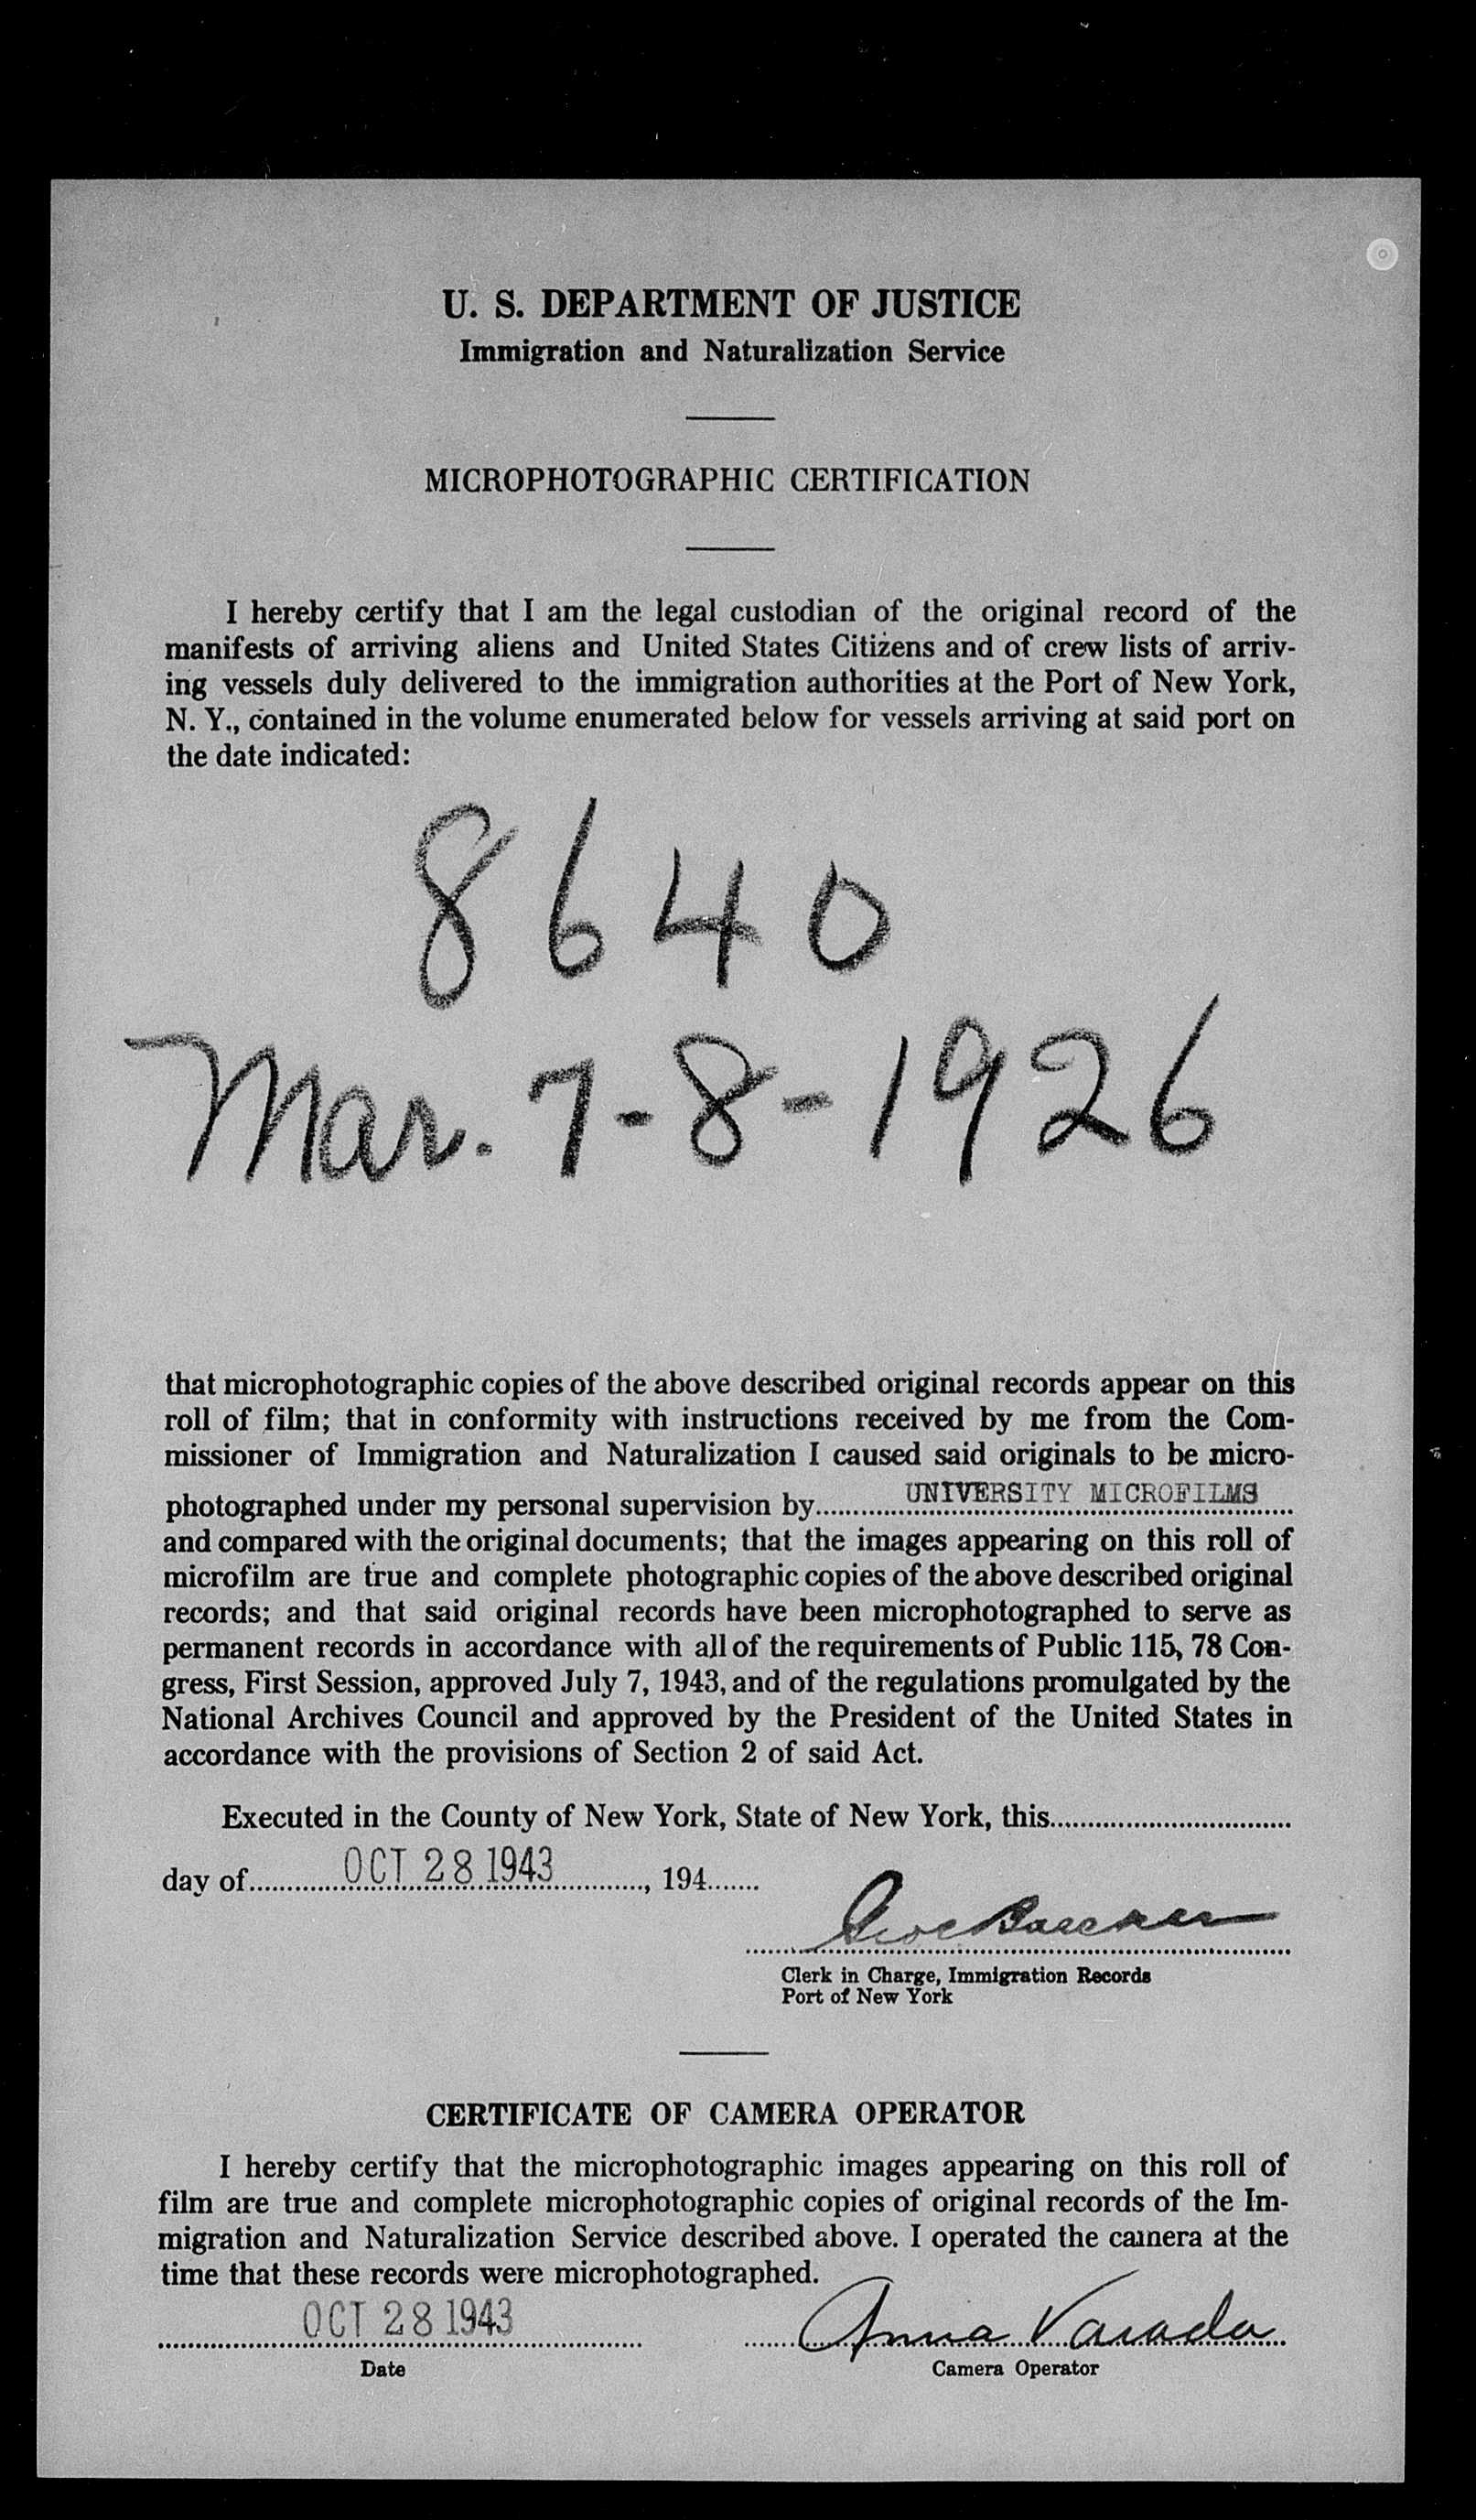 U. S. DEPARTMENT OF JUSTICE
Immigration and Naturalization Service
MICROPHOTOGRAPHIC CERTIFICATION
I hereby certify that I am the legal custodian of the original record of the
manifests of arriving aliens and United States Citizens and of crew lists of arriv-
ing vessels duly delivered to the immigration authorities at the Port of New York,
N. Y., contained in the volume enumerated below for vessels arriving at said port on
the date indicated:
8640
Mar. 7-8-1926
that microphotographic copies of the above described original records appear on this
roll of film; that in conformity with instructions received by me from the Com-
missioner of Immigration and Naturalization I caused said originals to be micro-
photographed under my personal supervision by UNIVERSITY MICROFILMS
and compared with the original documents; that the images appearing on this roll of
microfilm are true and complete photographic copies of the above described original
records; and that said original records have been microphotographed to serve as
permanent records in accordance with all of the requirements of Public 115, 78 Con-
gress, First Session, approved July 7, 1943, and of the regulations promulgated by the
National Archives Council and approved by the President of the United States in
accordance with the provisions of Section 2 of said Act.
Executed in the County of New York, State of New York, this
day of OCT 28 1943, 194
Clerk in Charge, Immigration Records
Port of New York
CERTIFICATE OF CAMERA OPERATOR
I hereby certify that the microphotographic images appearing on this roll of
film are true and complete microphotographic copies of original records of the Im-
migration and Naturalization Service described above. I operated the camera at the
time that these records were microphotographed.
OCT 28 1943 Anna Varada
Date Camera Operator